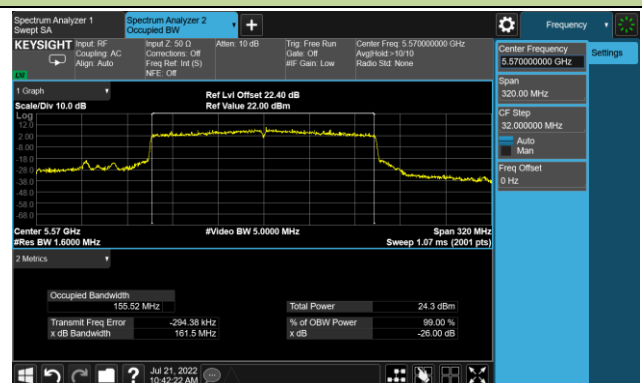 Spectrum Analyzer 1
Swept SA
Spectrum Analyzer 2
Occupied BW
Frequency
KEYSIGHT
Input: RF
Coupling: AC
Align: Auto
Input Z: 50 Ω
Corrections: Off
Freq Ref: Int (S)
NFE: Off
Atten: 10 dB
Trig: Free Run
Gate: Off
#IF Gain: Low
Center Freq: 5.570000000 GHz
Avg|Hold:>10/10
Radio Std: None
Center Frequency
5.570000000 GHz
Settings
Span
320.00 MHz
CF Step
32.000000 MHz
Auto
Man
Freq Offset
0 Hz
1 Graph
Scale/Div 10.0 dB
Ref Lvl Offset 22.40 dB
Ref Value 22.00 dBm
Log
12.0
2.00
-8.00
-18.0
-28.0
-38.0
-48.0
-58.0
-68.0
Center 5.57 GHz
#Res BW 1.6000 MHz
#Video BW 5.0000 MHz
Span 320 MHz
Sweep 1.07 ms (2001 pts)
2 Metrics
Occupied Bandwidth
155.52 MHz
Total Power 24.3 dBm
Transmit Freq Error -294.38 kHz
% of OBW Power 99.00 %
x dB Bandwidth 161.5 MHz
x dB -26.00 dB
Jul 21, 2022
10:42:22 AM